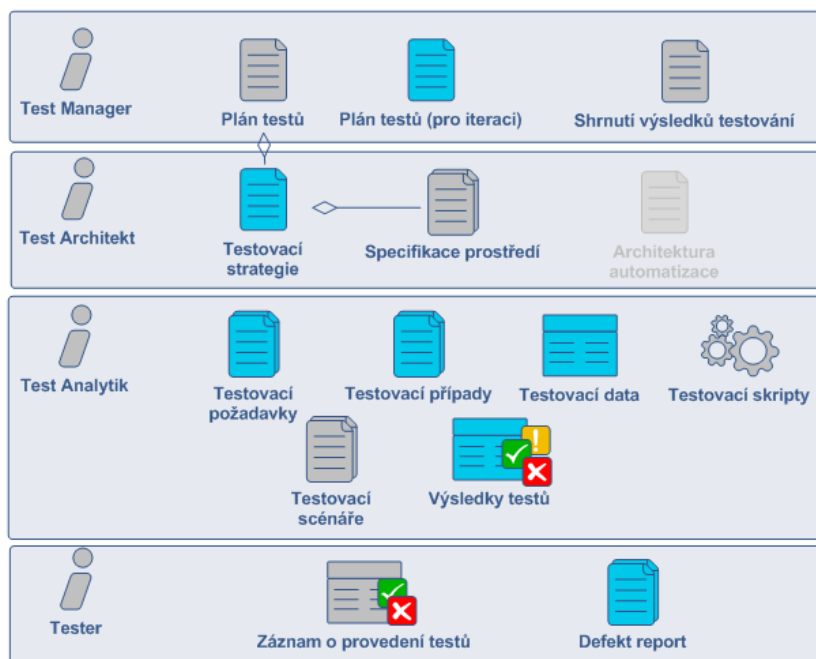 Test Manager
Plán testů
Plán testů (pro iteraci)
Shrnutí výsledků testování
Test Architekt
Testovací
strategie
Specifikace prostředí
Architektura
automatizace
Test Analytik
Testovací
požadavky
Testovací případy
Testovací data
Testovací skripty
Testovací
scénáře
Výsledky testů
Tester
Záznam o provedení testů
Defekt report